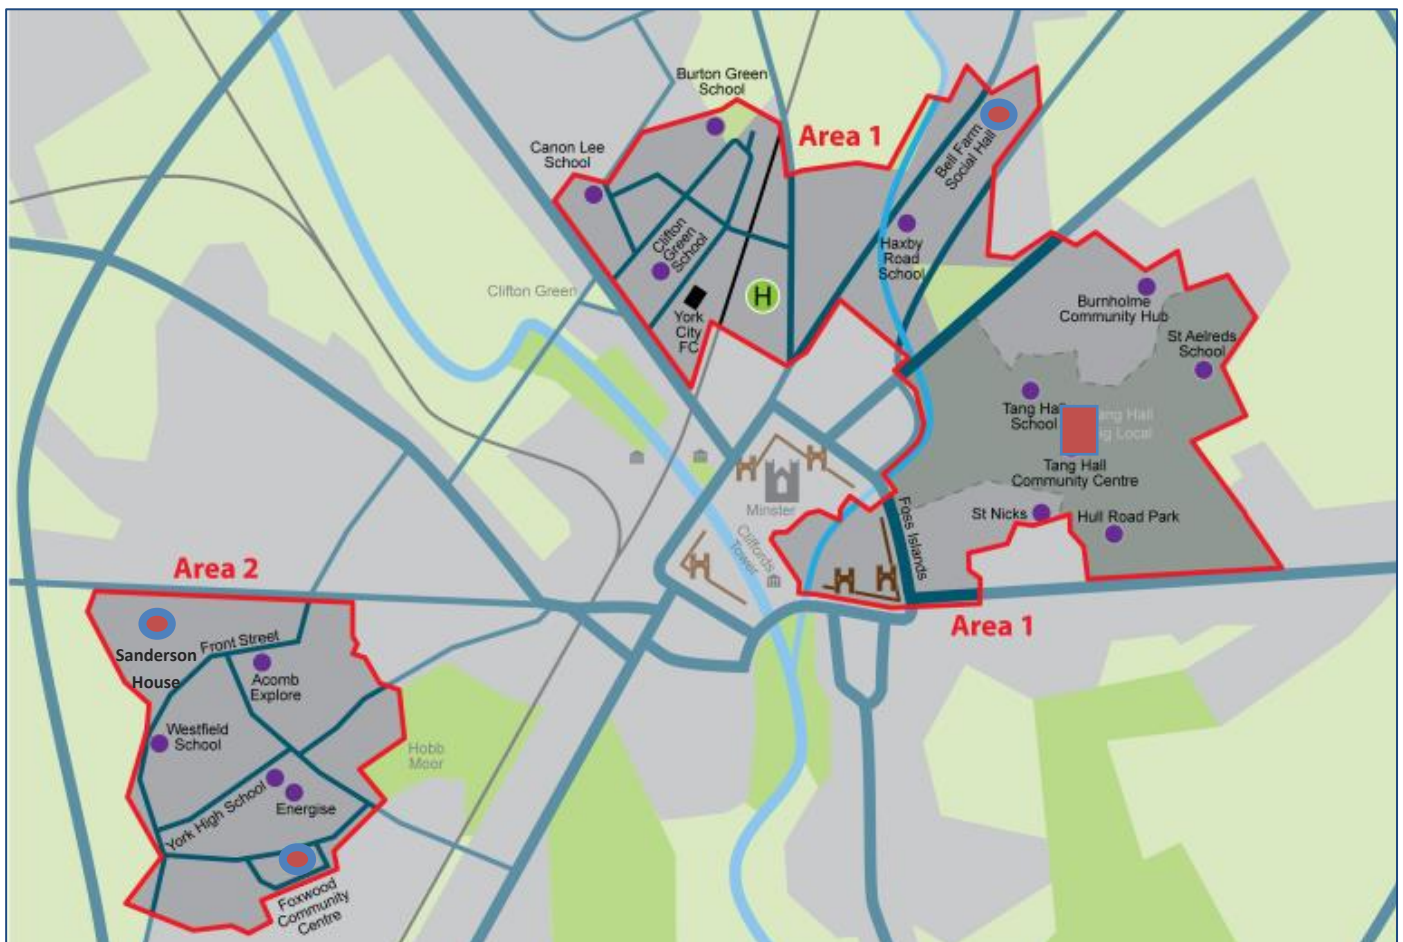 Burton Green
School
Area 1
Canon Lee
School
Bell Farm
Social Hall
Clifton
Green
School
Haxby
Road
School
Clifton Green
H
York
City
FC
Burnholme
Community Hub
St Aelreds
School
Tang Ha
School
ang Hall
g Local
Tang Hall
Community Centre
Minster
Cliffords
Tower
Foss Islands
St Nicks
Hull Road Park
Area 2
Area 1
Sanderson
House
Front Street
Acomb
Explore
Westfield
School
Hobb
Moor
York High School
Energise
Foxwood
Community
Centre